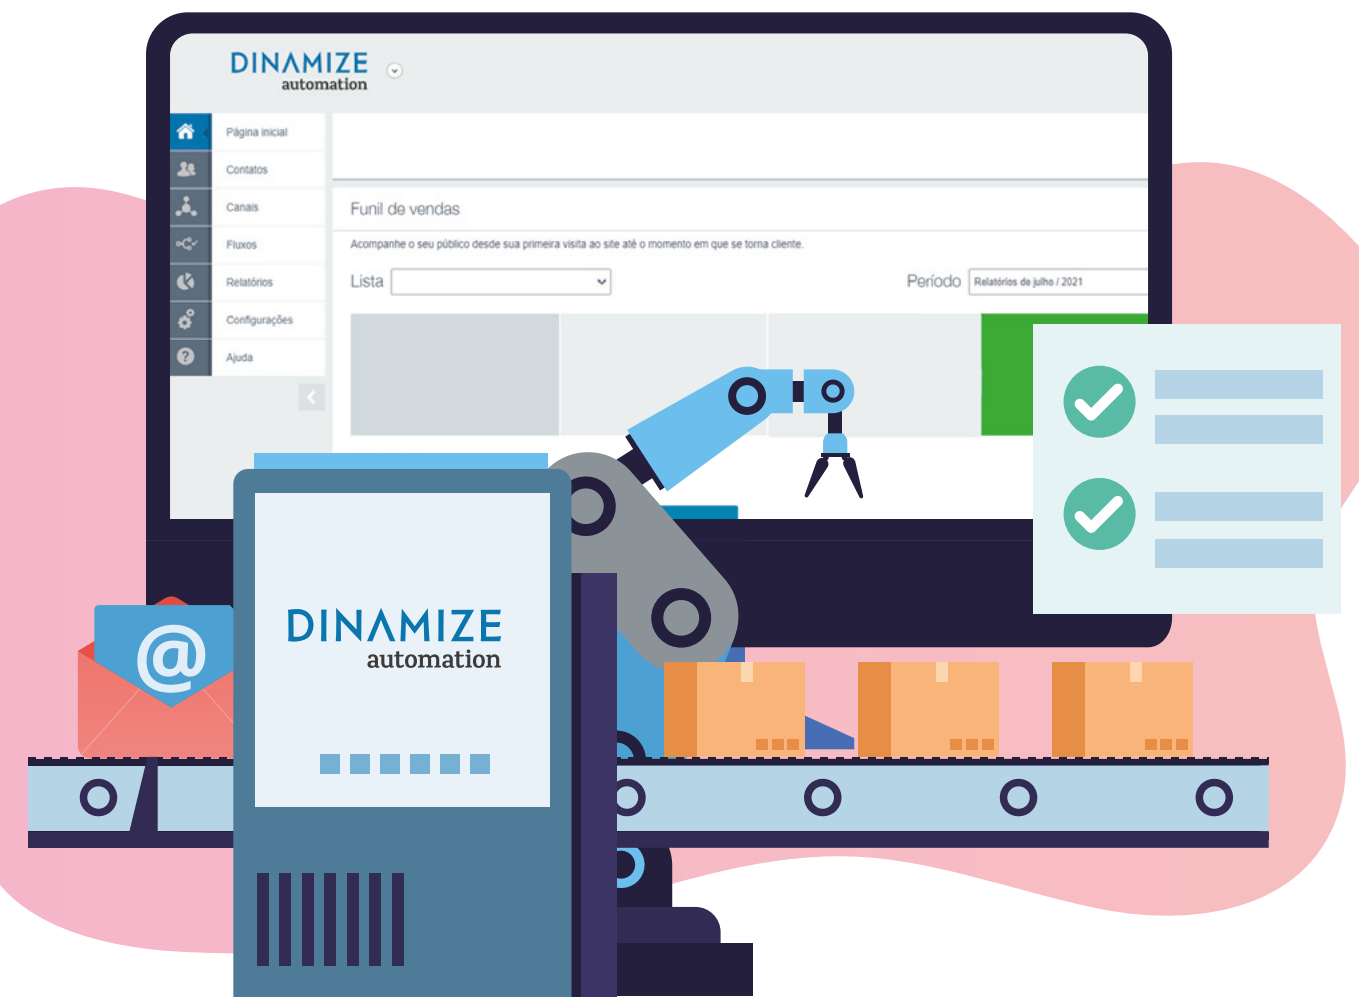 DINAMIZE
automation
Página inicial
Contatos
Canais
Fluxos
Relatórios
Configurações
Ajuda
Funil de vendas
Acompanhe o seu público desde sua primeira visita ao site até o momento em que se torna cliente.
Lista
Período
Relatórios de julho / 2021
@
DINAMIZE
automation